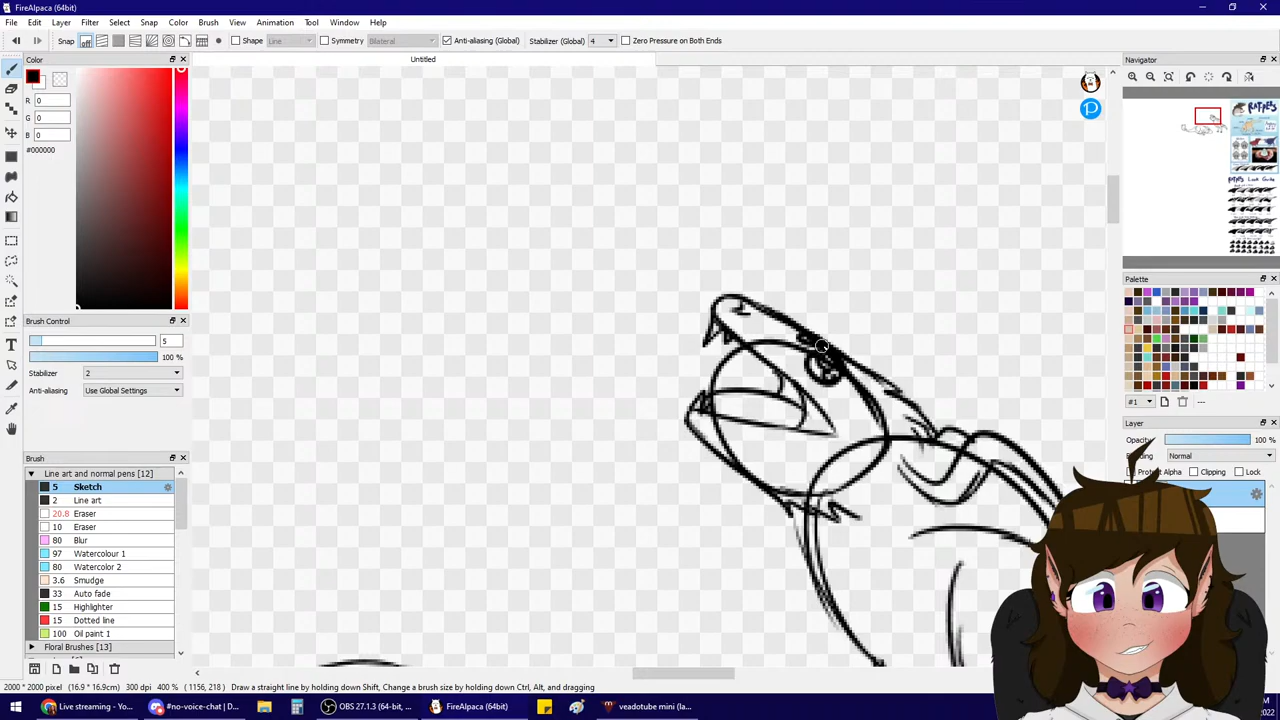 FireAlpaca (64bit)
File Edit Layer Filter Select Snap Color Brush View Animation Tool Window Help
Snap off Shape Line Symmetry Bilateral Anti-aliasing (Global) Stabilizer (Global) 4 Zero Pressure on Both Ends
Color
Untitled
Navigator
R 0
G 0
B 0
#000000
Brush Control
5
100 %
Stabilizer 2
Anti-aliasing Use Global Settings
Brush
Line art and normal pens [12]
5 Sketch
2 Line art
20.8 Eraser
10 Eraser
80 Blur
97 Watercolour 1
80 Watercolor 2
3.6 Smudge
33 Auto fade
15 Highlighter
15 Dotted line
100 Oil paint 1
Floral Brushes [13]
Palette
#1
Layer
Opacity 100 %
Normal
Protect Alpha Clipping Lock
2000 * 2000 pixel (16.9 * 16.9cm) 300 dpi 400 % (1156, 218) Draw a straight line by holding down Shift, Change a brush size by holding down Ctrl, Alt, and dragging
Live streaming - Yo...
#no-voice-chat | D...
OBS 27.1.3 (64-bit, ...
FireAlpaca (64bit)
veadotube mini (la...
2022